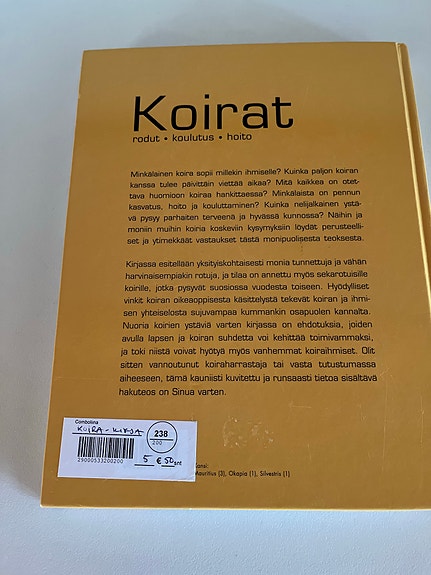 Koirat
rodut • koulutus • hoito
Minkälainen koira sopii millekin ihmiselle? Kuinka paljon koiran
kanssa tulee päivittäin viettää aikaa? Mitä kaikkea on otet-
tava huomioon koiraa hankittaessa? Minkälaista on pennun
kasvatus, hoito ja kouluttaminen? Kuinka nelijalkainen ystä-
vä pysyy parhaiten terveenä ja hyvässä kunnossa? Näihin ja
moniin muihin koiria koskeviin kysymyksiin löydät perusteelli-
set ja ytimekkäät vastaukset tästä monipuolisesta teoksesta.
Kirjassa esitellään yksityiskohtaisesti monia tunnettuja ja vähän
harvinaisempiakin rotuja, ja tilaa on annettu myös sekarotuisille
koirille, jotka pysyvät suosiossa vuodesta toiseen. Hyödylliset
vinkit koiran oikeaoppisesta käsittelystä tekevät koiran ja ihmi-
sen yhteiselosta sujuvampaa kummankin osapuolen kannalta.
Nuoria koirien ystäviä varten kirjassa on ehdotuksia, joiden
avulla lapsen ja koiran suhdetta voi kehittää toimivammaksi,
ja toki niistä voivat hyötyä myös vanhemmat koiraihmiset. Olit
sitten vannoutunut koiraharrastaja tai vasta tutustumassa
aiheeseen, tämä kauniisti kuvitettu ja runsaasti tietoa sisältävä
hakuteos on Sinua varten.
Comboliina
KOIRA-KIRJA
238
200
29000533200200
5 € 50 snt
ansi:
Mauritius (3), Okapia (1), Silvestris (1)